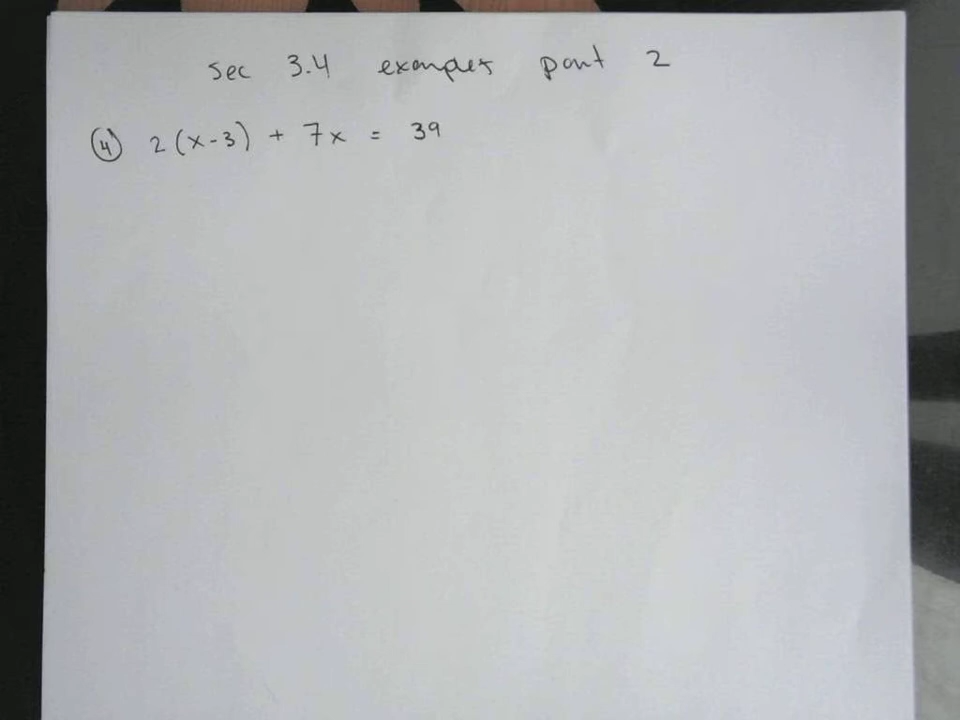 sec 3.4 examples part 2
④ 2(x-3) + 7x = 39